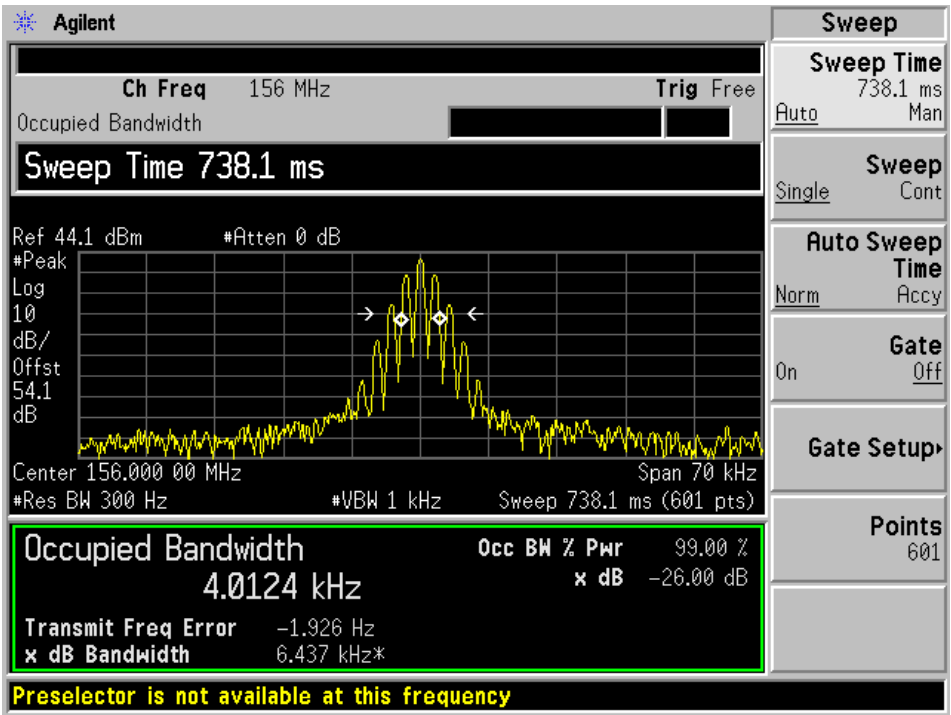 Agilent
Ch Freq 156 MHz Trig Free
Occupied Bandwidth
Sweep Time 738.1 ms
Ref 44.1 dBm #Atten 0 dB
#Peak
Log
10
dB/
Offst
54.1
dB
Center 156.000 00 MHz Span 70 kHz
#Res BW 300 Hz #VBW 1 kHz Sweep 738.1 ms (601 pts)
Occupied Bandwidth Occ BW % Pwr 99.00 %
4.0124 kHz x dB -26.00 dB
Transmit Freq Error -1.926 Hz
x dB Bandwidth 6.437 kHz*
Preselector is not available at this frequency
Sweep
Sweep Time
738.1 ms
Auto Man
Sweep
Single Cont
Auto Sweep
Time
Norm Accy
Gate
On Off
Gate Setup
Points
601